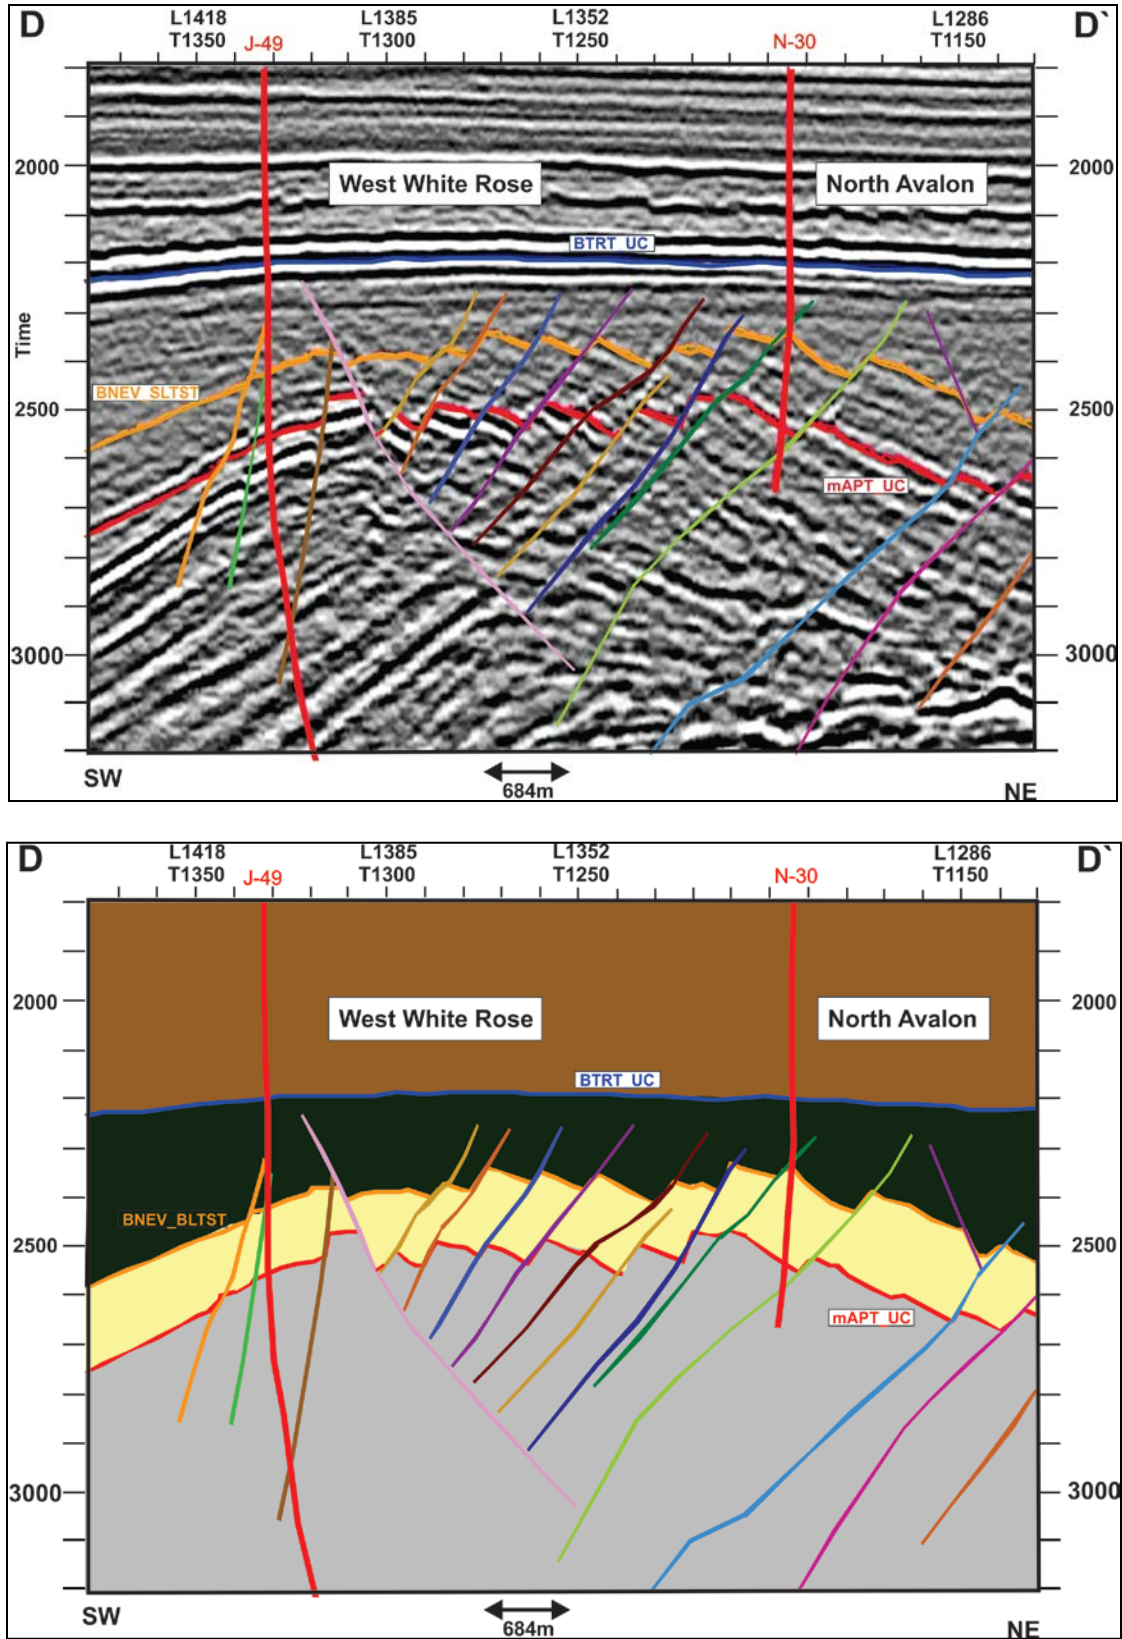 D L1418 L1385 L1352 L1286 D`
T1350 J-49 T1300 T1250 N-30 T1150
2000 2000
West White Rose North Avalon
BTRT_UC
Time
BNEV_SLTST
2500 2500
mAPT_UC
3000 3000
SW 684m NE
D L1418 L1385 L1352 L1286 D`
T1350 J-49 T1300 T1250 N-30 T1150
2000 2000
West White Rose North Avalon
BTRT_UC
BNEV_BLTST
2500 2500
mAPT_UC
3000 3000
SW 684m NE